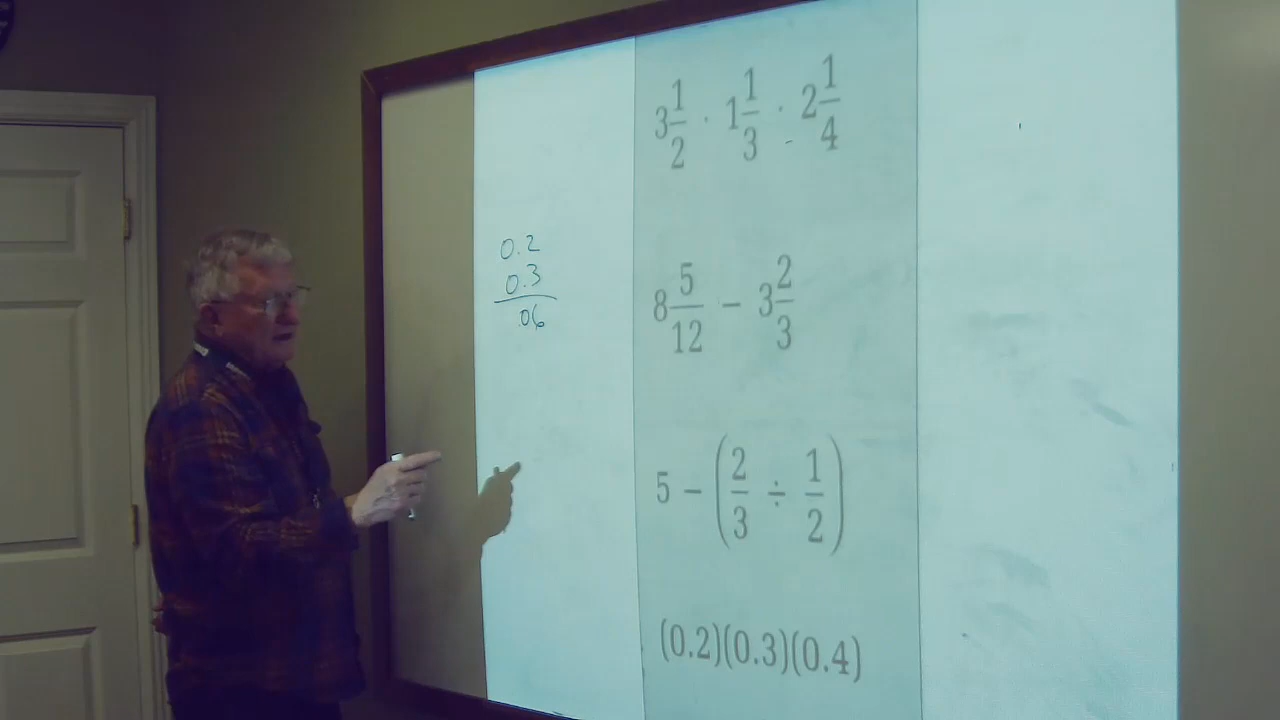 0.2
0.3
.06
3 1/2 · 1 1/3 · 2 1/4
8 5/12 − 3 2/3
5 − (2/3 ÷ 1/2)
(0.2)(0.3)(0.4)